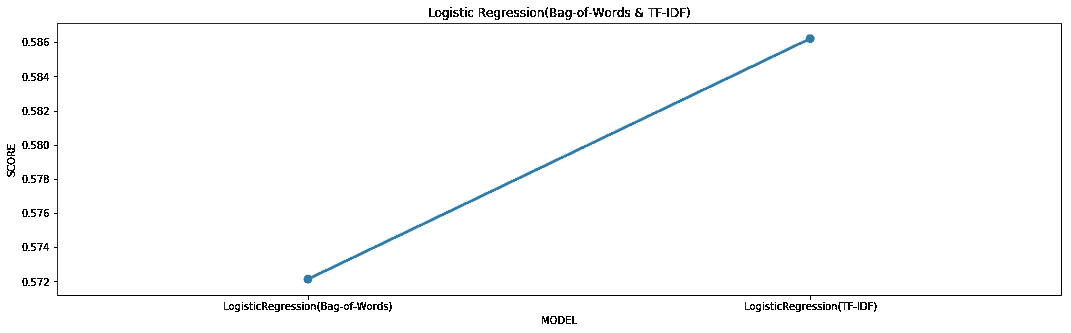 Logistic Regression(Bag-of-Words & TF-IDF)
0.586
0.584
0.582
0.580
0.578
0.576
0.574
0.572
SCORE
LogisticRegression(Bag-of-Words)
LogisticRegression(TF-IDF)
MODEL